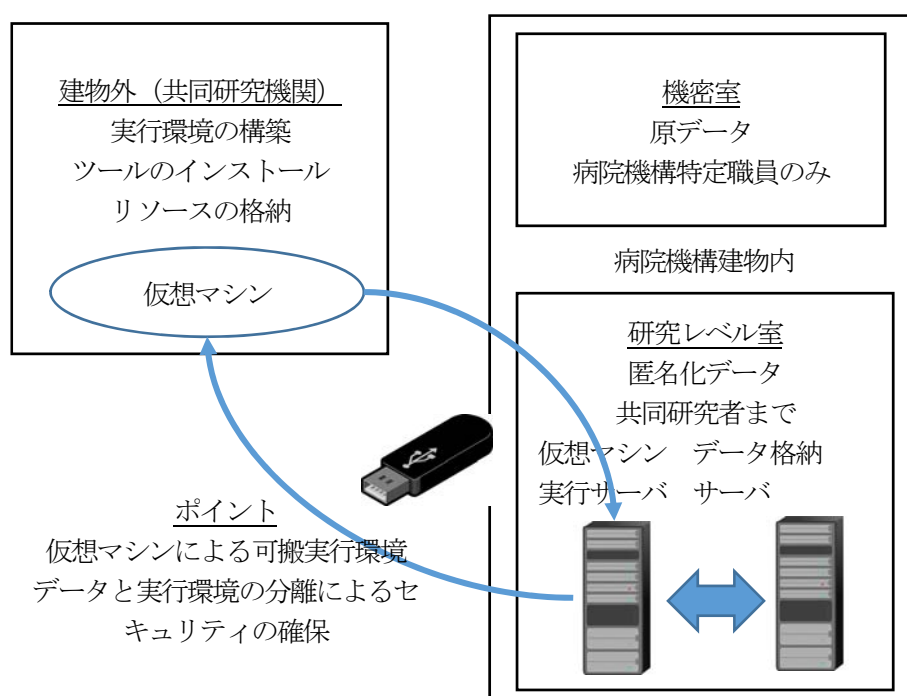 建物外（共同研究機関）
実行環境の構築
ツールのインストール
リソースの格納
仮想マシン
機密室
原データ
病院機構特定職員のみ
病院機構建物内
研究レベル室
匿名化データ
共同研究者まで
仮想マシン データ格納
実行サーバ サーバ
ポイント
仮想マシンによる可搬実行環境
データと実行環境の分離によるセ
キュリティの確保